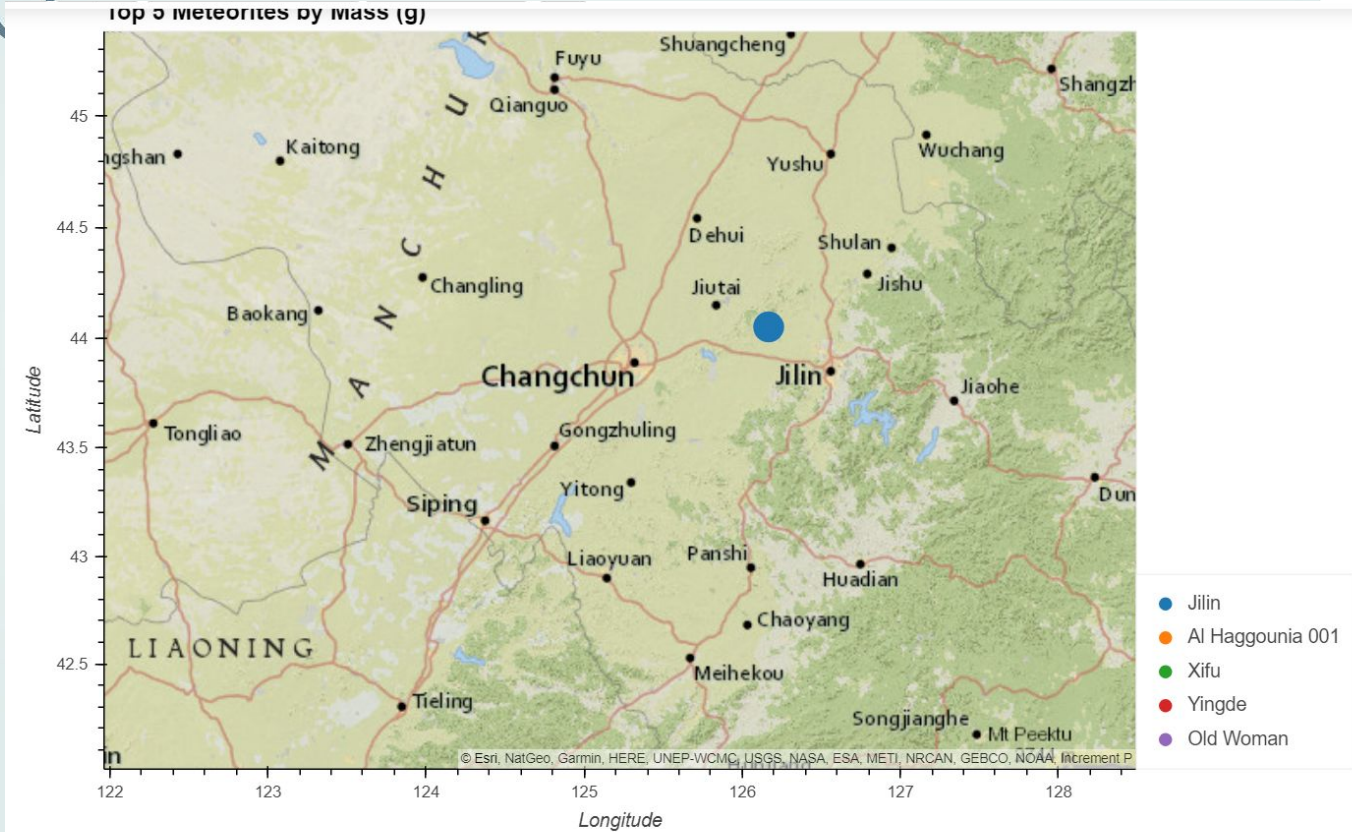 Top 5 Meteorites by Mass (g)
Shuangcheng
Fuyu
Shangzh
Qianguo
45
Kaitong
ngshan
Wuchang
Yushu
44.5
Dehui
Shulan
Jishu
Jiutai
Changling
Baokang
44
Changchun
Jilin
Jiaohe
M A N C H U R
Latitude
Tongliao
Zhengjiatun
Gongzhuling
43.5
Yitong
Dun
Siping
43
Liaoyuan
Panshi
Huadian
Chaoyang
LIAONING
42.5
Meihekou
Tieling
Songjianghe
Mt Peektu
2744 m
in
© Esri, NatGeo, Garmin, HERE, UNEP-WCMC, USGS, NASA, ESA, METI, NRCAN, GEBCO, NOAA, Increment P
122 123 124 125 126 127 128
Longitude
Jilin
Al Haggounia 001
Xifu
Yingde
Old Woman